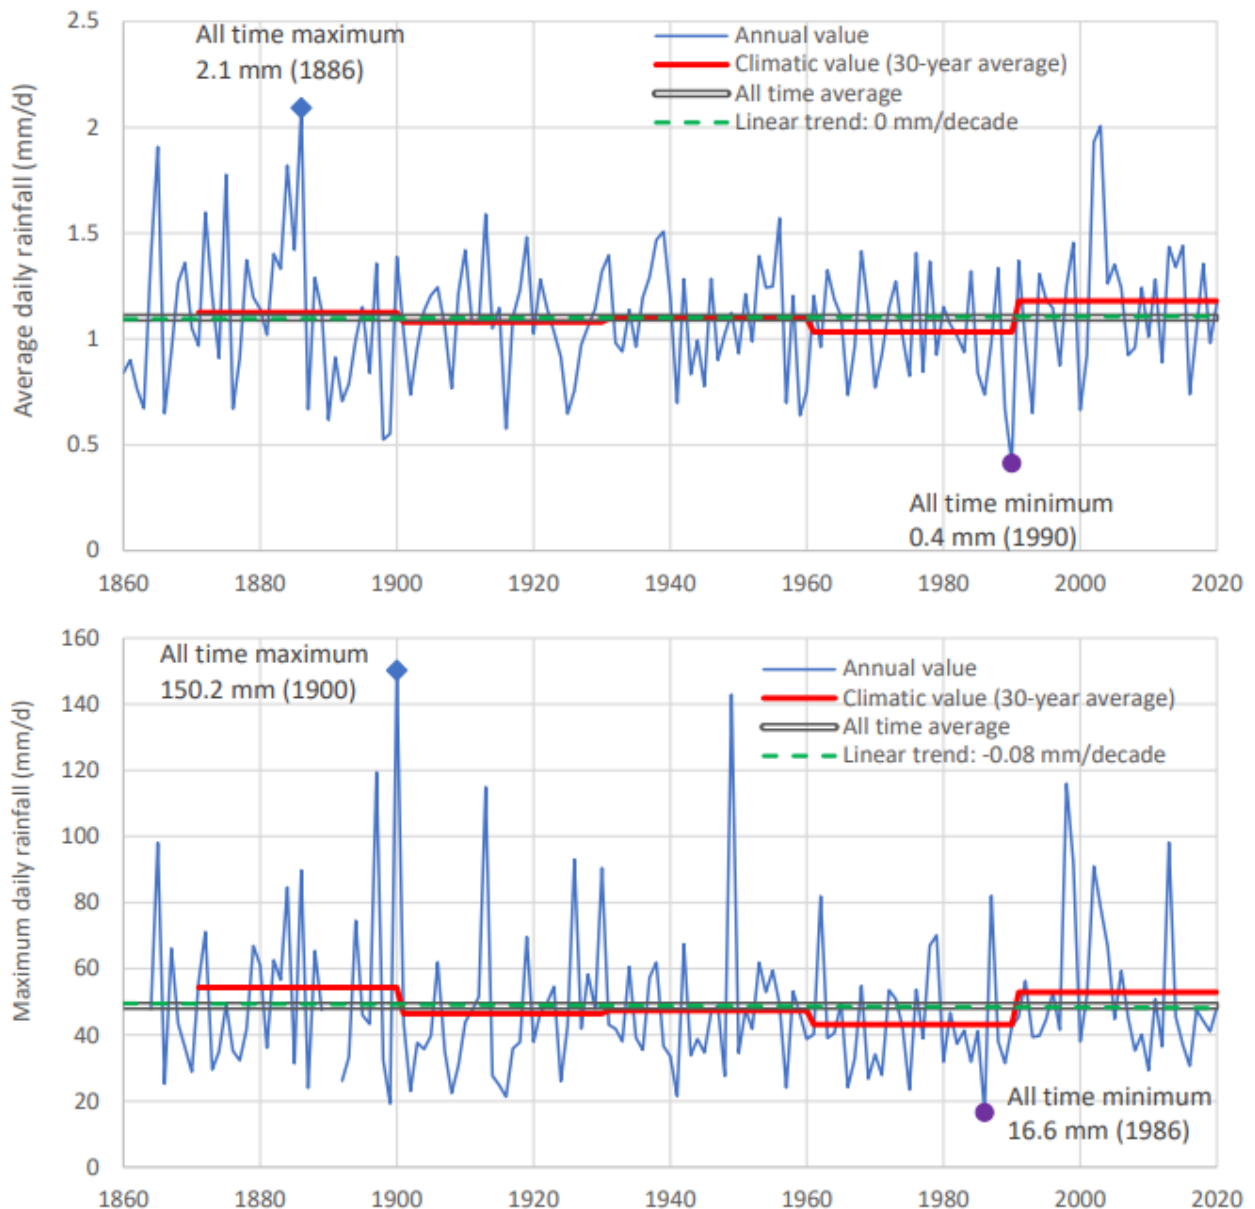 2.5
All time maximum
2.1 mm (1886)
Annual value
Climatic value (30-year average)
All time average
Linear trend: 0 mm/decade
2
1.5
1
0.5
0
Average daily rainfall (mm/d)
All time minimum
0.4 mm (1990)
1860 1880 1900 1920 1940 1960 1980 2000 2020
160
All time maximum
150.2 mm (1900)
Annual value
Climatic value (30-year average)
All time average
Linear trend: -0.08 mm/decade
140
120
100
80
60
40
20
0
Maximum daily rainfall (mm/d)
All time minimum
16.6 mm (1986)
1860 1880 1900 1920 1940 1960 1980 2000 2020